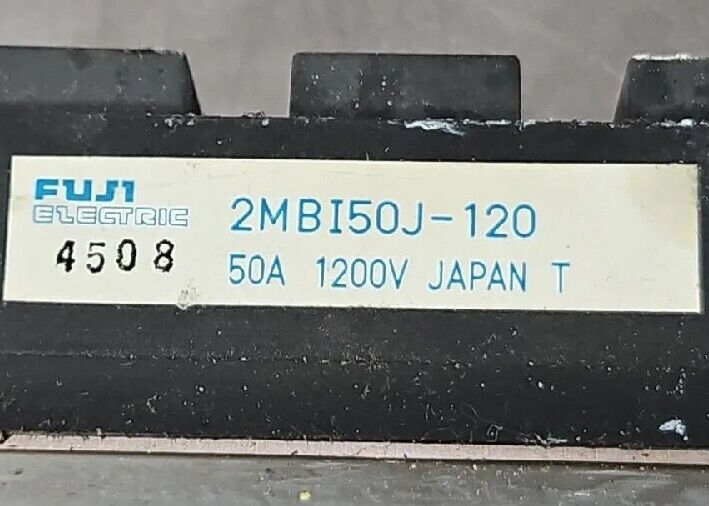 FUJI
ELECTRIC
2MBI50J-120
4508
50A 1200V JAPAN T